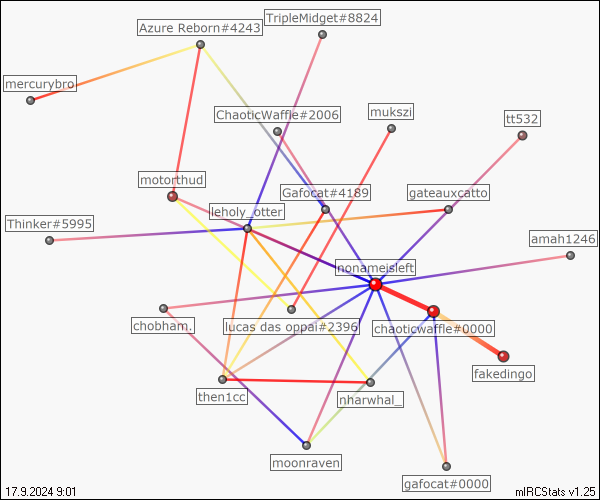 TripleMidget#8824
Azure Reborn#4243
mercurybro
ChaoticWaffle#2006
mukszi
tt532
motorthud
Gafocat#4189
gateauxcatto
leholy_otter
Thinker#5995
amah1246
nonameisleft
chobham.
lucas das oppai#2396
chaoticwaffle#0000
fakedingo
then1cc
nharwhal_
moonraven
gafocat#0000
17.9.2024 9:01
mIRCStats v1.25